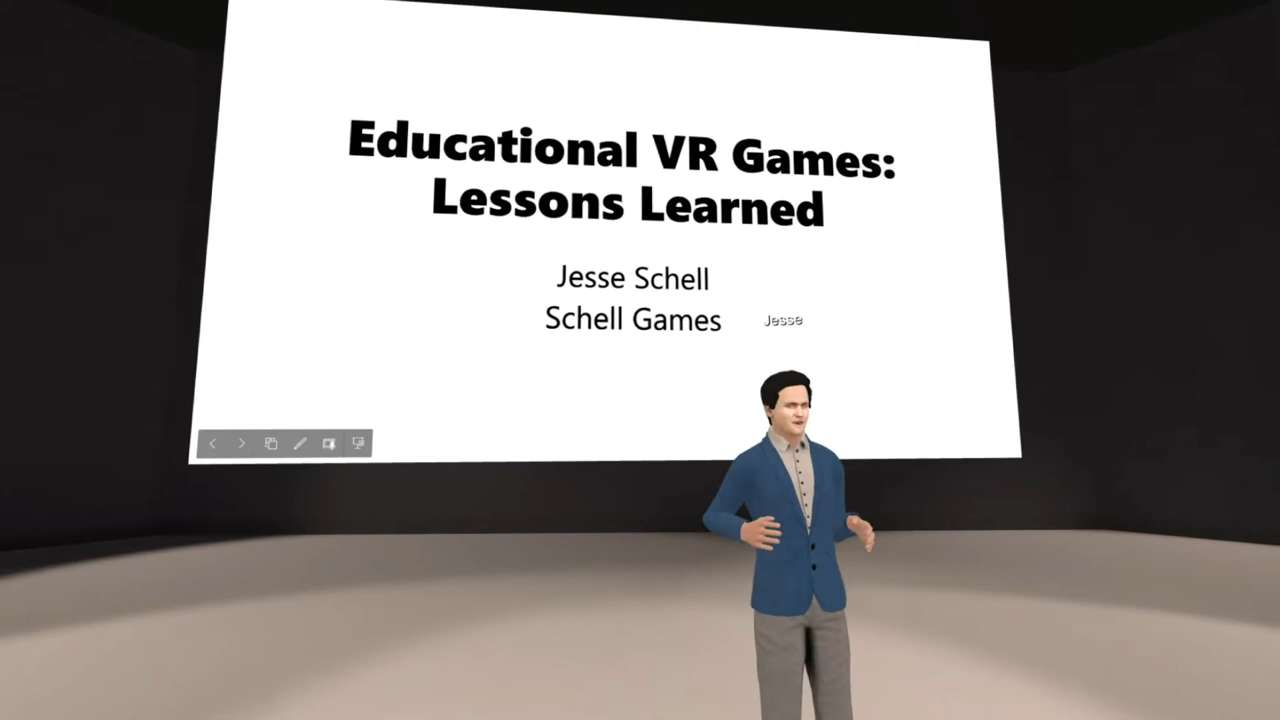 Educational VR Games:
Lessons Learned
Jesse Schell
Schell Games
Jesse